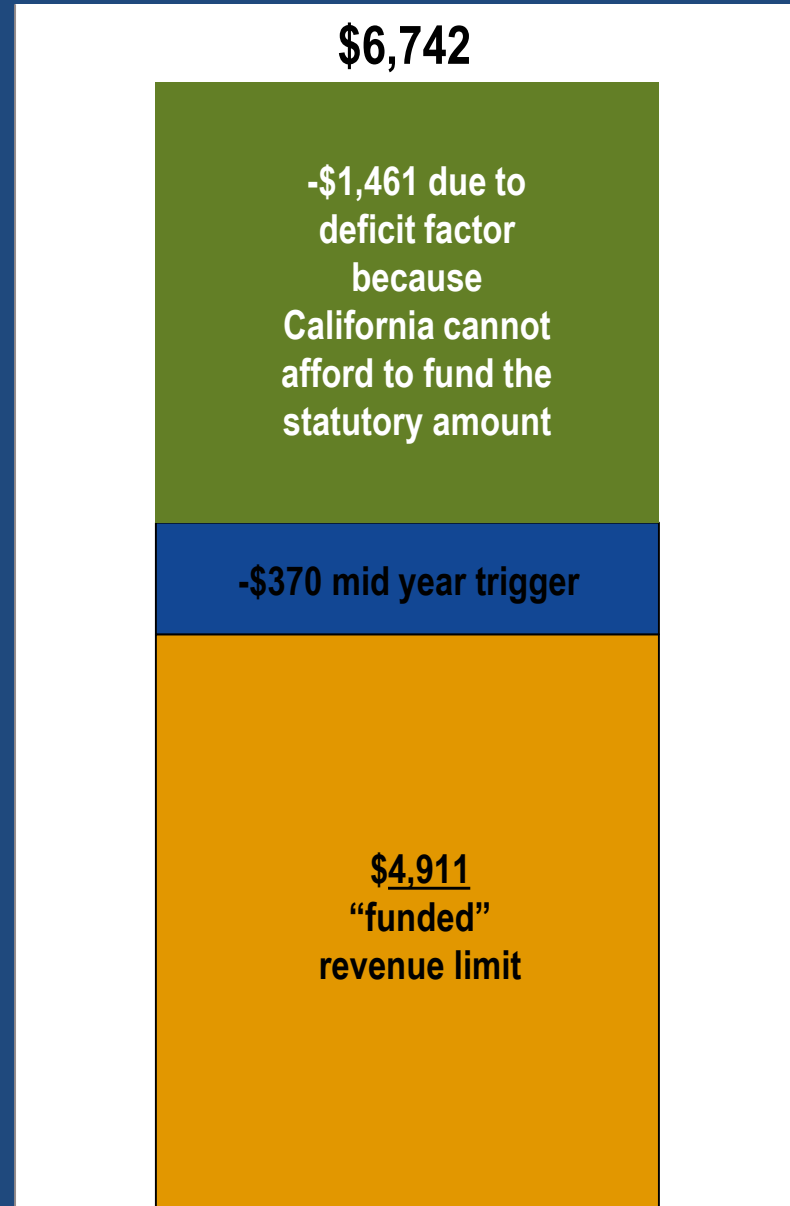 $6,742
-$1,461 due to
deficit factor
because
California cannot
afford to fund the
statutory amount
-$370 mid year trigger
$4,911
“funded”
revenue limit